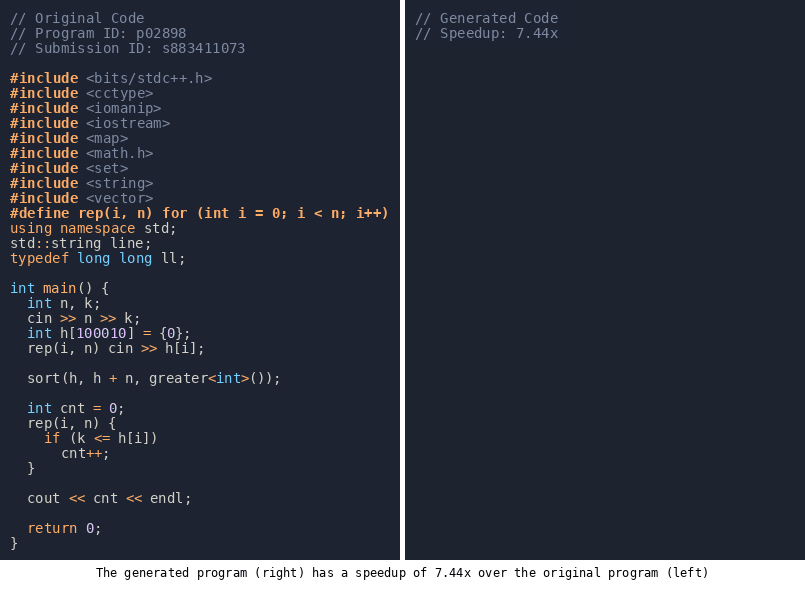 // Original Code
// Program ID: p02898
// Submission ID: s883411073

#include <bits/stdc++.h>
#include <cctype>
#include <iomanip>
#include <iostream>
#include <map>
#include <math.h>
#include <set>
#include <string>
#include <vector>
#define rep(i, n) for (int i = 0; i < n; i++)
using namespace std;
std::string line;
typedef long long ll;

int main() {
  int n, k;
  cin >> n >> k;
  int h[100010] = {0};
  rep(i, n) cin >> h[i];

  sort(h, h + n, greater<int>());

  int cnt = 0;
  rep(i, n) {
    if (k <= h[i])
      cnt++;
  }

  cout << cnt << endl;

  return 0;
}

// Generated Code
// Speedup: 7.44x

The generated program (right) has a speedup of 7.44x over the original program (left)